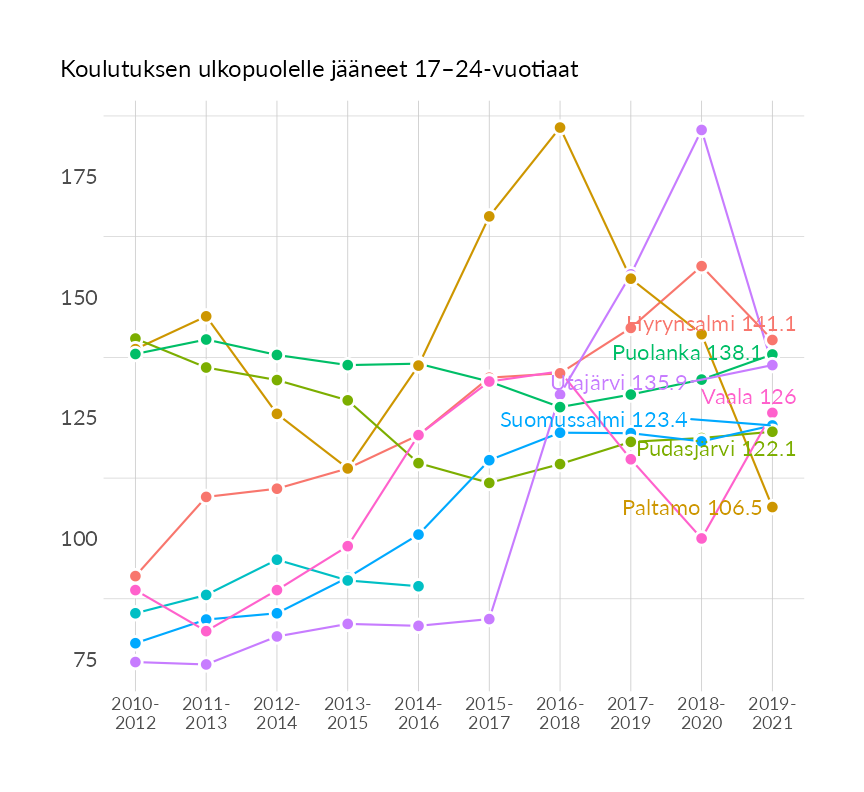 Koulutuksen ulkopuolelle jääneet 17–24-vuotiaat
175
150
125
100
75
Hyrynsalmi 141.1
Puolanka 138.1
Utajärvi 135.9
Vaala 126
Suomussalmi 123.4
Pudasjärvi 122.1
Paltamo 106.5
2010- 2011- 2012- 2013- 2014- 2015- 2016- 2017- 2018- 2019-
2012 2013 2014 2015 2016 2017 2018 2019 2020 2021